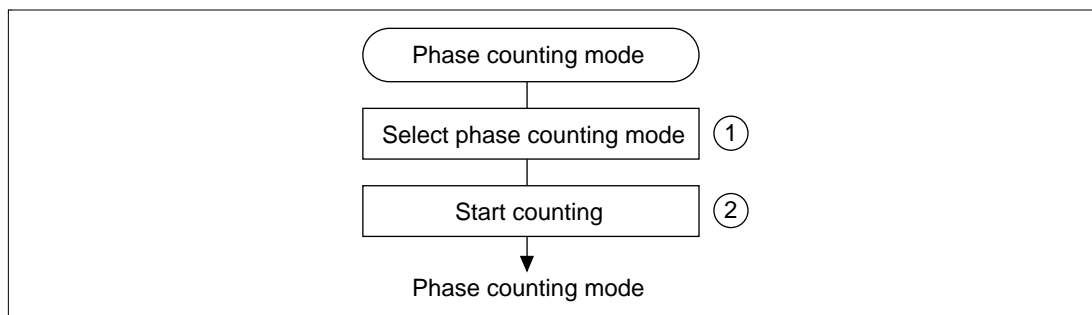 Phase counting mode
Select phase counting mode 1
Start counting 2
Phase counting mode